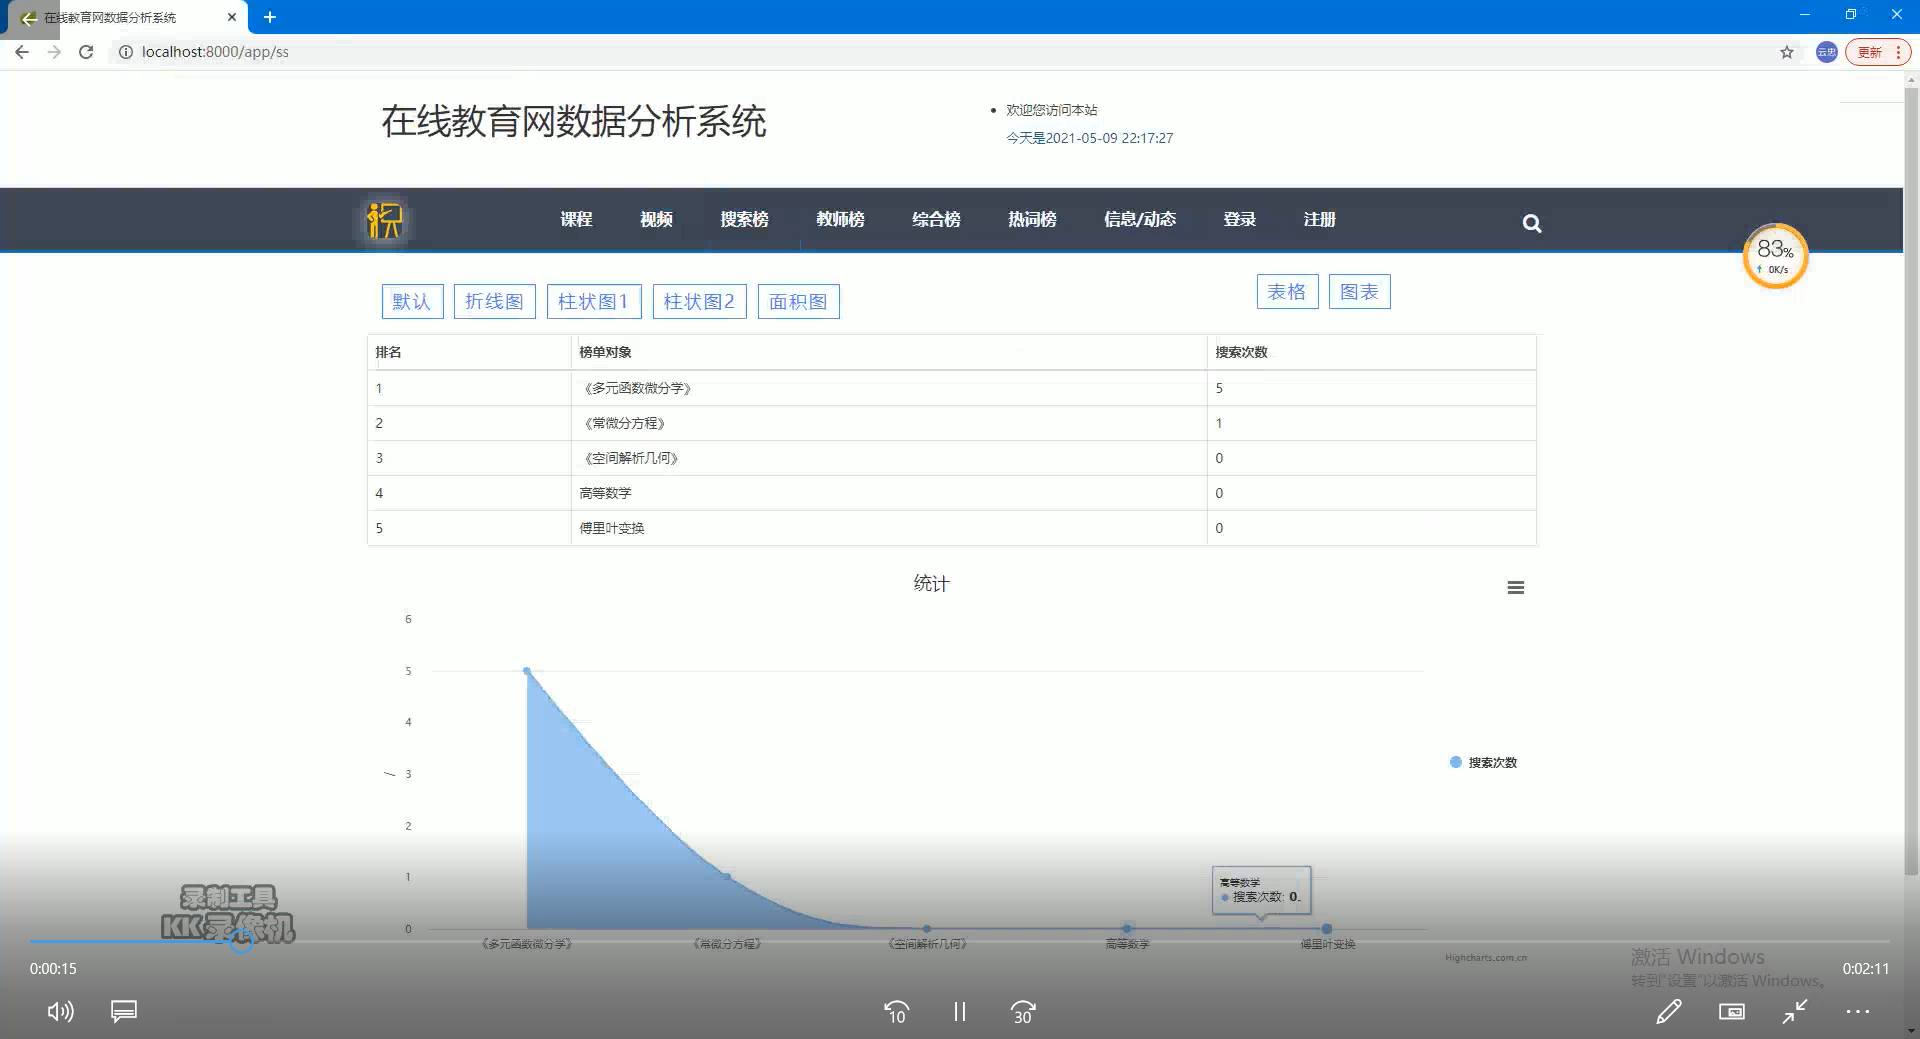 在线教育网数据分析系统
localhost:8000/app/ss
云忠
更新
在线教育网数据分析系统
欢迎您访问本站
今天是2021-05-09 22:17:27
课程 视频 搜索榜 教师榜 综合榜 热词榜 信息/动态 登录 注册
83%
0K/s
默认 折线图 柱状图1 柱状图2 面积图 表格 图表
排名 榜单对象 搜索次数
1 《多元函数微分学》 5
2 《常微分方程》 1
3 《空间解析几何》 0
4 高等数学 0
5 傅里叶变换 0
统计
6
5
4
3
2
1
0
搜索次数
高等数学
搜索次数: 0.
《多元函数微分学》 《常微分方程》 《空间解析几何》 高等数学 傅里叶变换
Highcharts.com.cn
录制工具
KK录像机
激活 Windows
转到"设置"以激活 Windows。
0:00:15
0:02:11
10
30